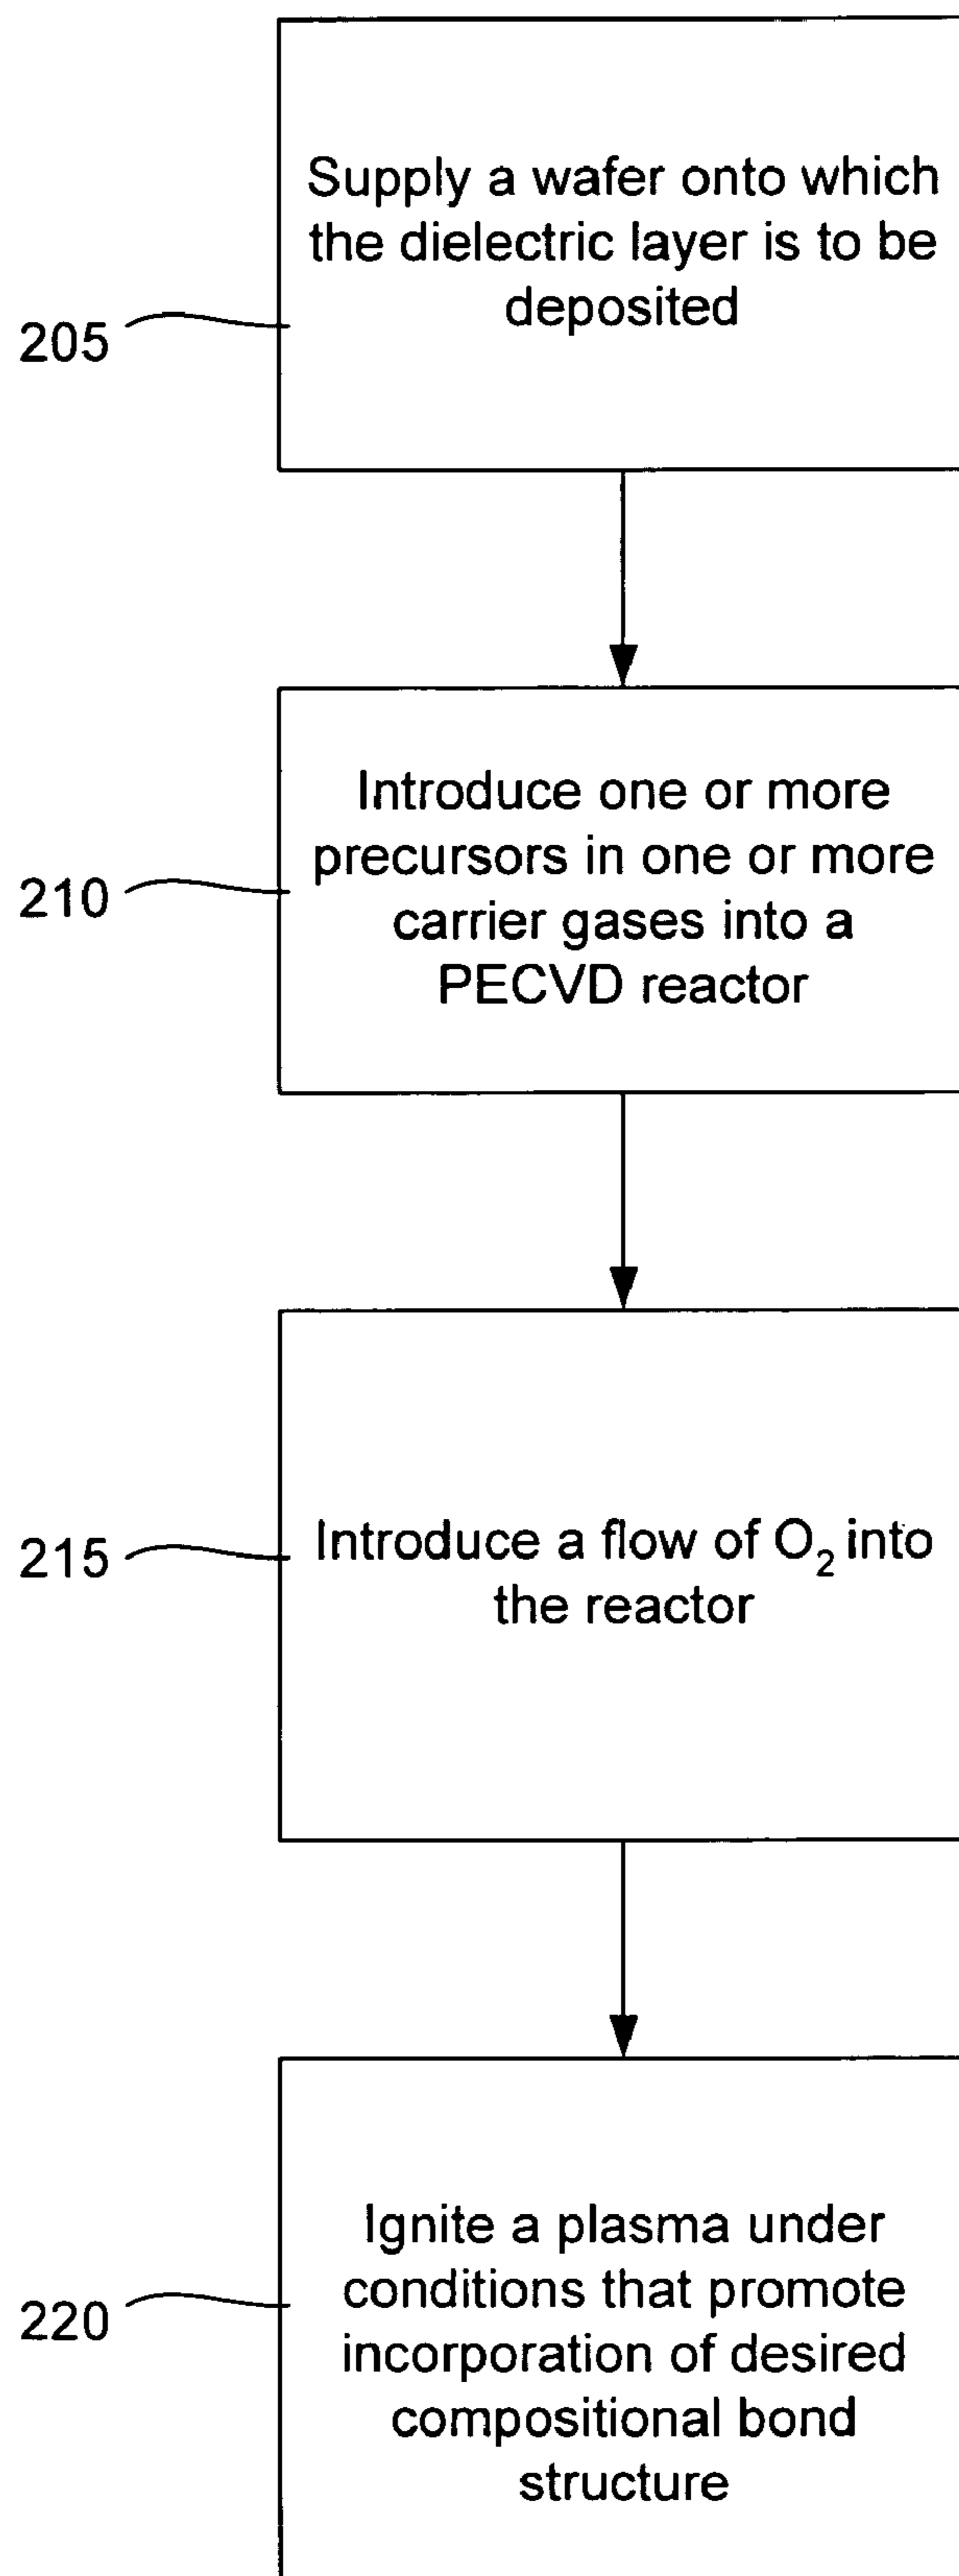 Supply a wafer onto which
the dielectric layer is to be
deposited
205
Introduce one or more
precursors in one or more
carrier gases into a
PECVD reactor
210
Introduce a flow of O₂ into
the reactor
215
Ignite a plasma under
conditions that promote
incorporation of desired
compositional bond
structure
220